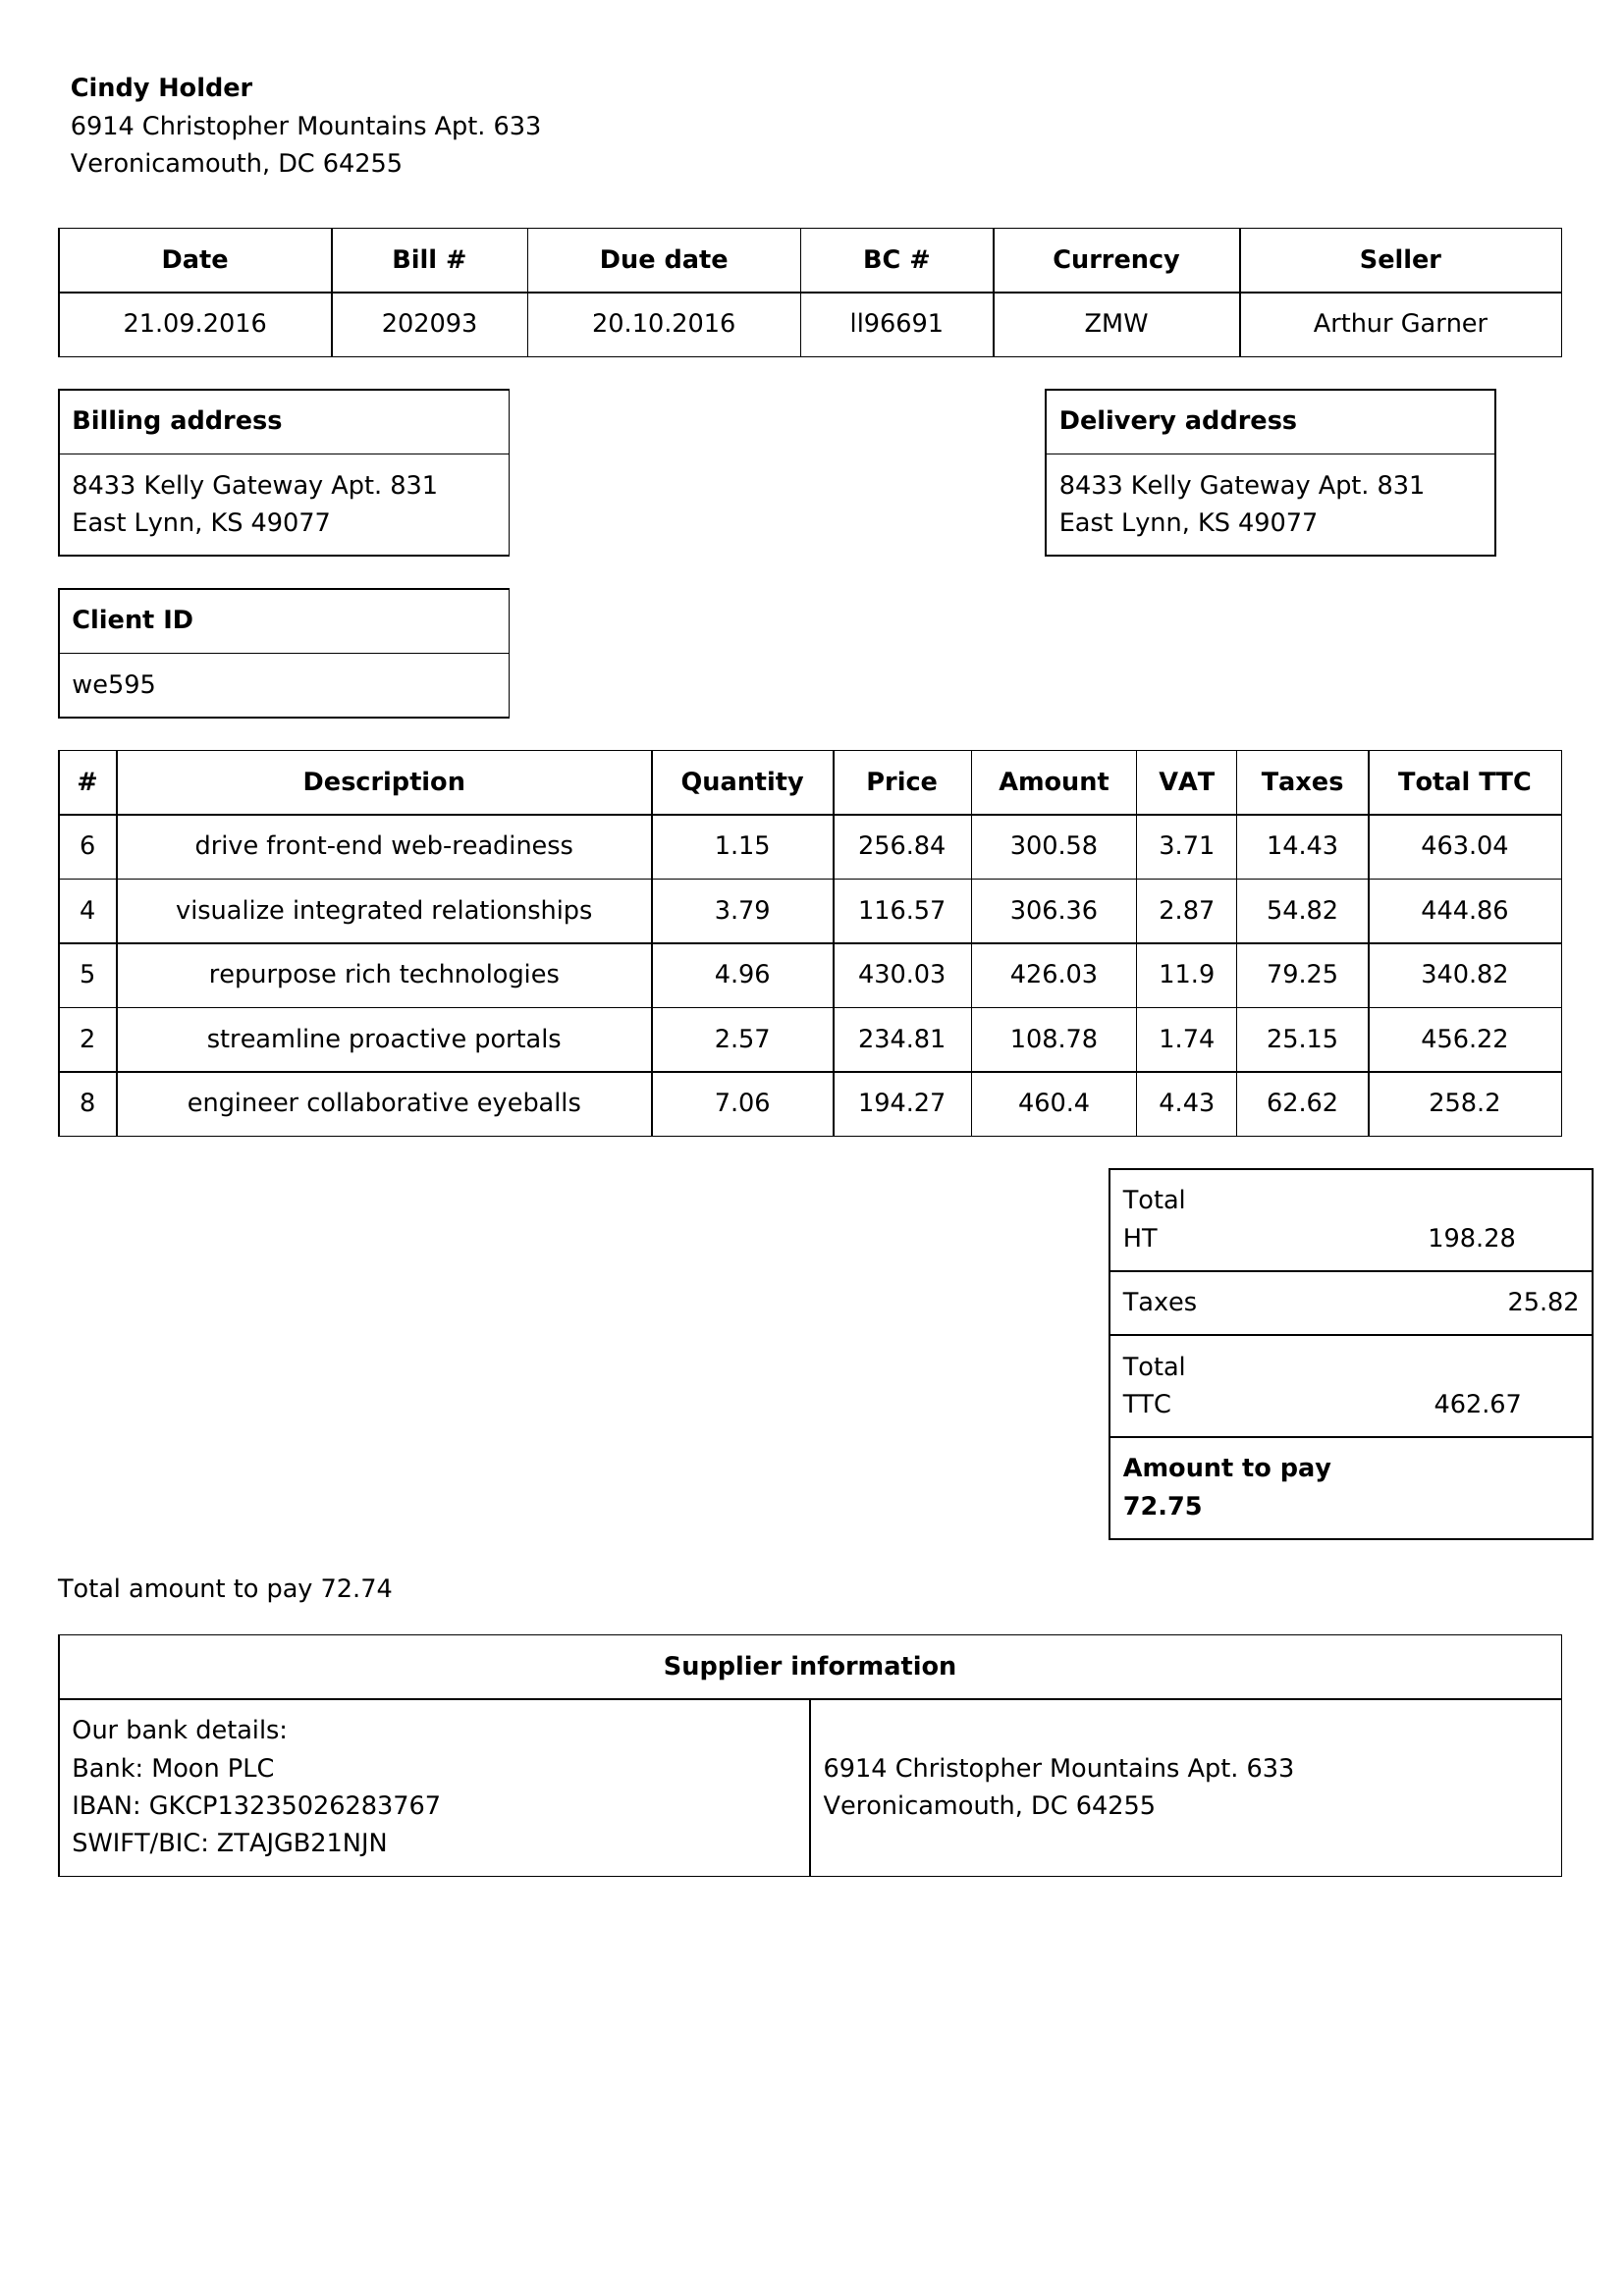 Cindy Holder
6914 Christopher Mountains Apt. 633
Veronicamouth, DC 64255
Date Bill # Due date BC # Currency Seller
21.09.2016 202093 20.10.2016 ll96691 ZMW Arthur Garner
Billing address
8433 Kelly Gateway Apt. 831
East Lynn, KS 49077
Delivery address
8433 Kelly Gateway Apt. 831
East Lynn, KS 49077
Client ID
we595
# Description Quantity Price Amount VAT Taxes Total TTC
6 drive front-end web-readiness 1.15 256.84 300.58 3.71 14.43 463.04
4 visualize integrated relationships 3.79 116.57 306.36 2.87 54.82 444.86
5 repurpose rich technologies 4.96 430.03 426.03 11.9 79.25 340.82
2 streamline proactive portals 2.57 234.81 108.78 1.74 25.15 456.22
8 engineer collaborative eyeballs 7.06 194.27 460.4 4.43 62.62 258.2
Total
HT 198.28
Taxes 25.82
Total
TTC 462.67
Amount to pay
72.75
Total amount to pay 72.74
Supplier information
Our bank details:
Bank: Moon PLC
IBAN: GKCP13235026283767
SWIFT/BIC: ZTAJGB21NJN
6914 Christopher Mountains Apt. 633
Veronicamouth, DC 64255